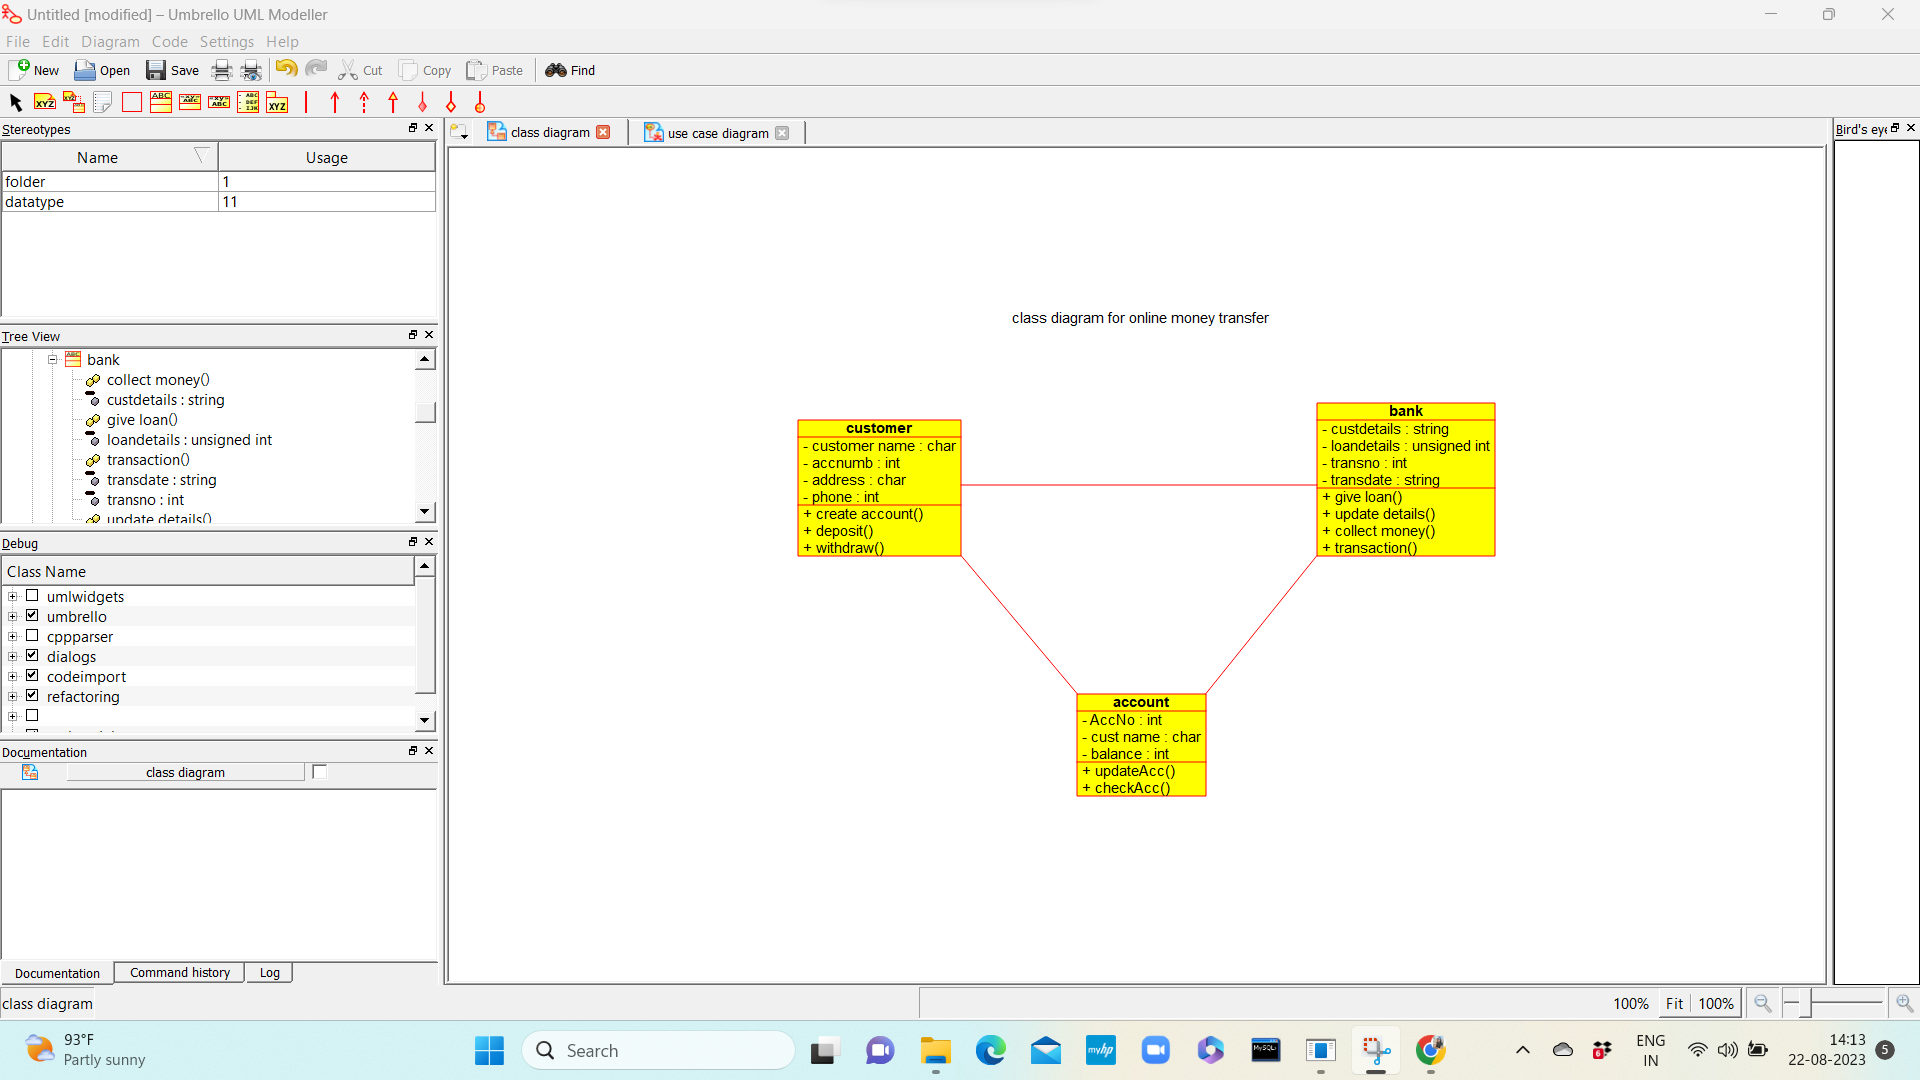 Untitled [modified] – Umbrello UML Modeller
File Edit Diagram Code Settings Help
New Open Save Cut Copy Paste Find
Stereotypes
Name Usage
folder 1
datatype 11
Tree View
bank
collect money()
custdetails : string
give loan()
loandetails : unsigned int
transaction()
transdate : string
transno : int
update details()
Debug
Class Name
umlwidgets
umbrello
cppparser
dialogs
codeimport
refactoring
Documentation
class diagram
Documentation Command history Log
class diagram
class diagram use case diagram
class diagram for online money transfer
customer
- customer name : char
- accnumb : int
- address : char
- phone : int
+ create account()
+ deposit()
+ withdraw()
bank
- custdetails : string
- loandetails : unsigned int
- transno : int
- transdate : string
+ give loan()
+ update details()
+ collect money()
+ transaction()
account
- AccNo : int
- cust name : char
- balance : int
+ updateAcc()
+ checkAcc()
Bird's eye
100% Fit 100%
93°F
Partly sunny
Search
myhp
MySQL
6
ENG
IN
14:13
22-08-2023
5